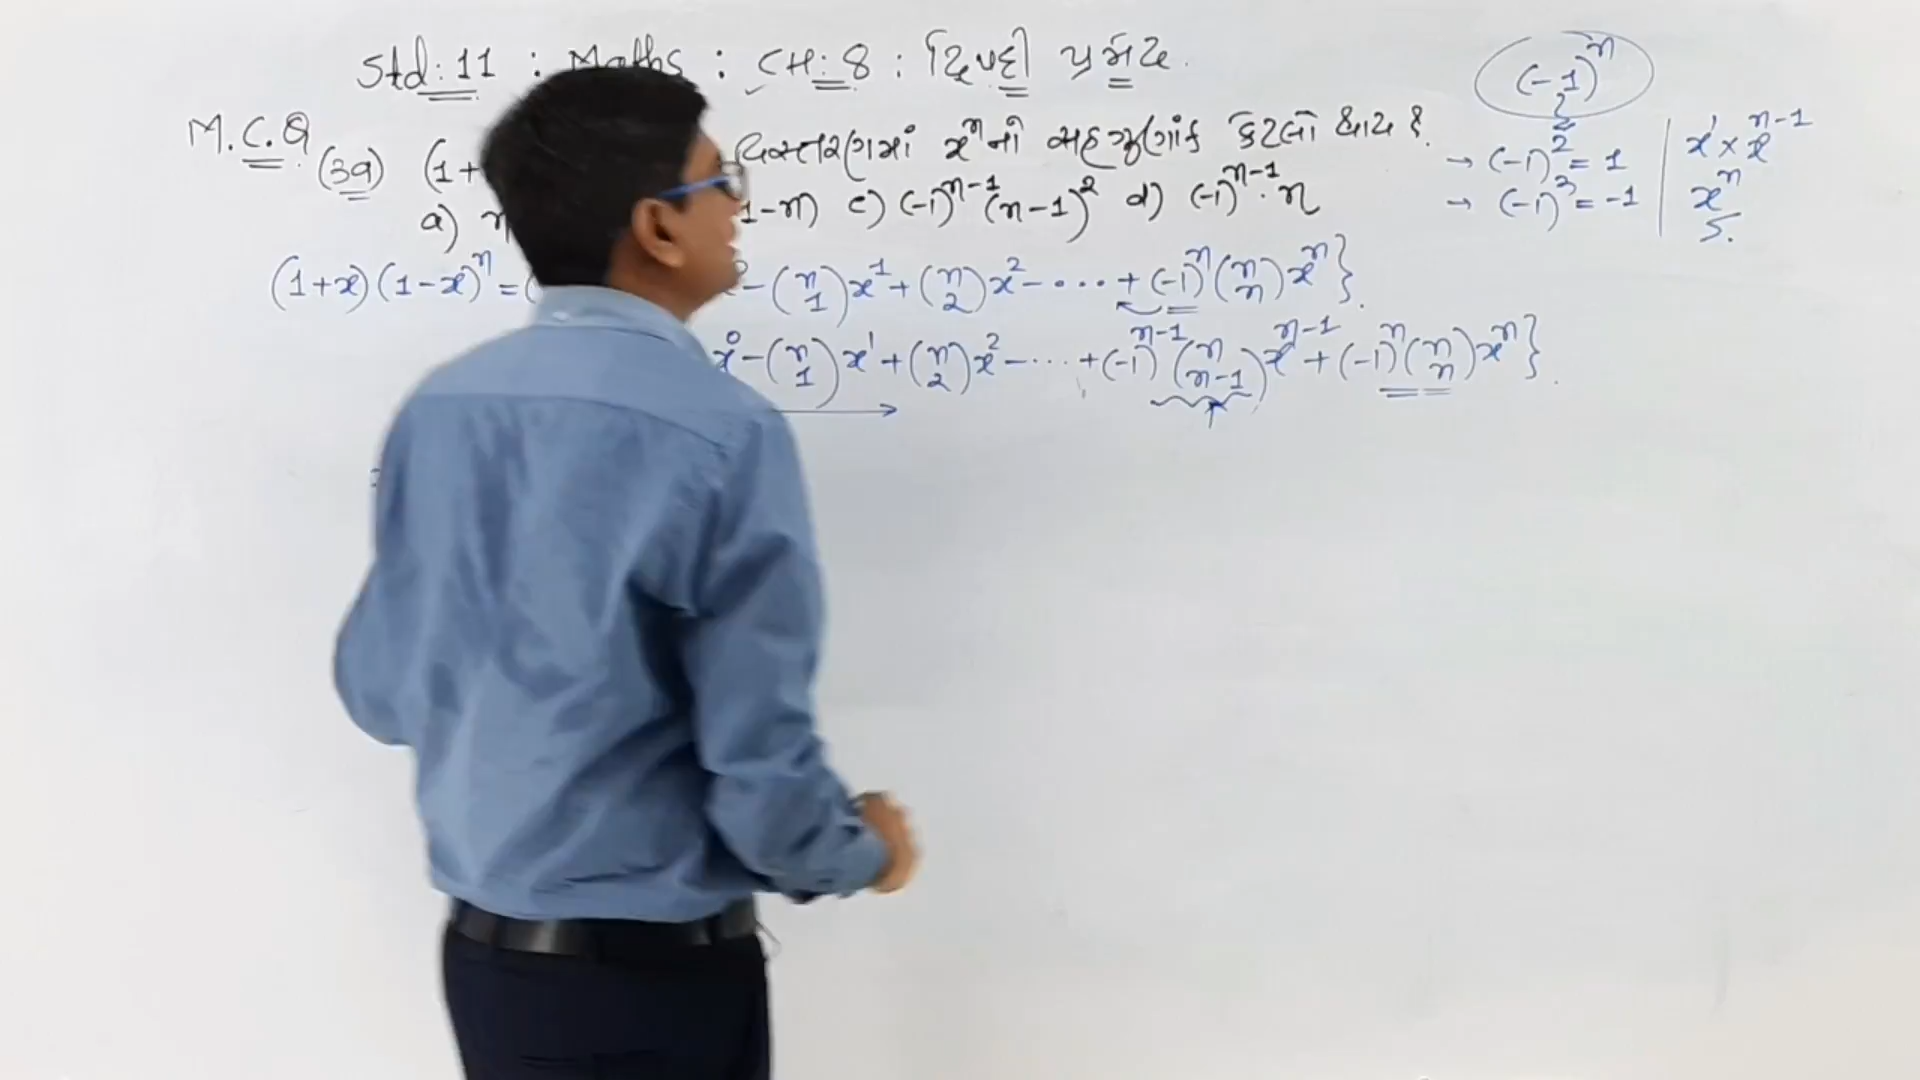 Std: 11 : Maths : CH: 8 : દ્વિપદી પ્રમેય.
M.C.Q
(39) (1+ વિસ્તરણમાં xⁿનો સહગુણાંક કેટલો થાય ?
a) n 1-n) c) (-1)ⁿ⁻¹(n-1)² d) (-1)ⁿ⁻¹·n
(1+x)(1-x)ⁿ = ( - (n 1)x¹ + (n 2)x² - .... + (-1)ⁿ(n n)xⁿ}.
x⁰ - (n 1)x¹ + (n 2)x² - .... + (-1)ⁿ⁻¹(n n-1)xⁿ⁻¹ + (-1)ⁿ(n n)xⁿ}.
(-1)ⁿ
→ (-1)² = 1
→ (-1)³ = -1
x¹ × xⁿ⁻¹
xⁿ